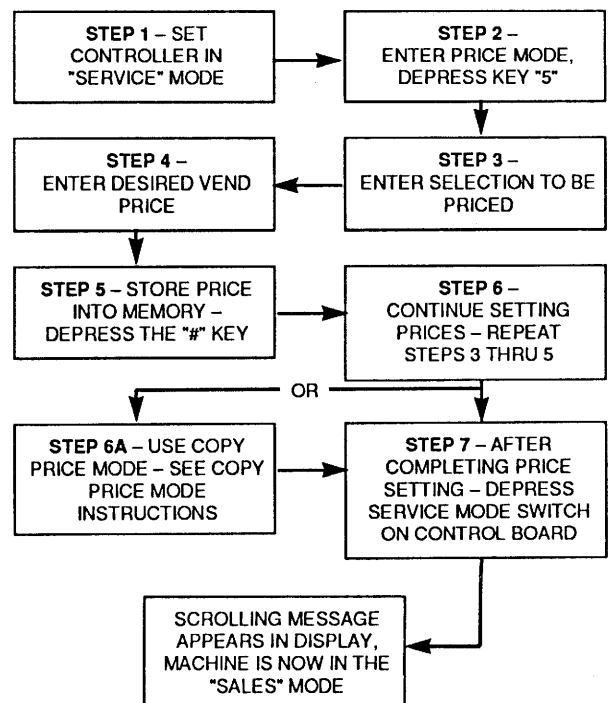 STEP 1 – SET
CONTROLLER IN
"SERVICE" MODE
STEP 2 –
ENTER PRICE MODE,
DEPRESS KEY "5"
STEP 3 –
ENTER SELECTION TO BE
PRICED
STEP 4 –
ENTER DESIRED VEND
PRICE
STEP 5 – STORE PRICE
INTO MEMORY –
DEPRESS THE "#" KEY
STEP 6 –
CONTINUE SETTING
PRICES – REPEAT
STEPS 3 THRU 5
OR
STEP 6A – USE COPY
PRICE MODE – SEE COPY
PRICE MODE
INSTRUCTIONS
STEP 7 – AFTER
COMPLETING PRICE
SETTING – DEPRESS
SERVICE MODE SWITCH
ON CONTROL BOARD
SCROLLING MESSAGE
APPEARS IN DISPLAY,
MACHINE IS NOW IN THE
"SALES" MODE